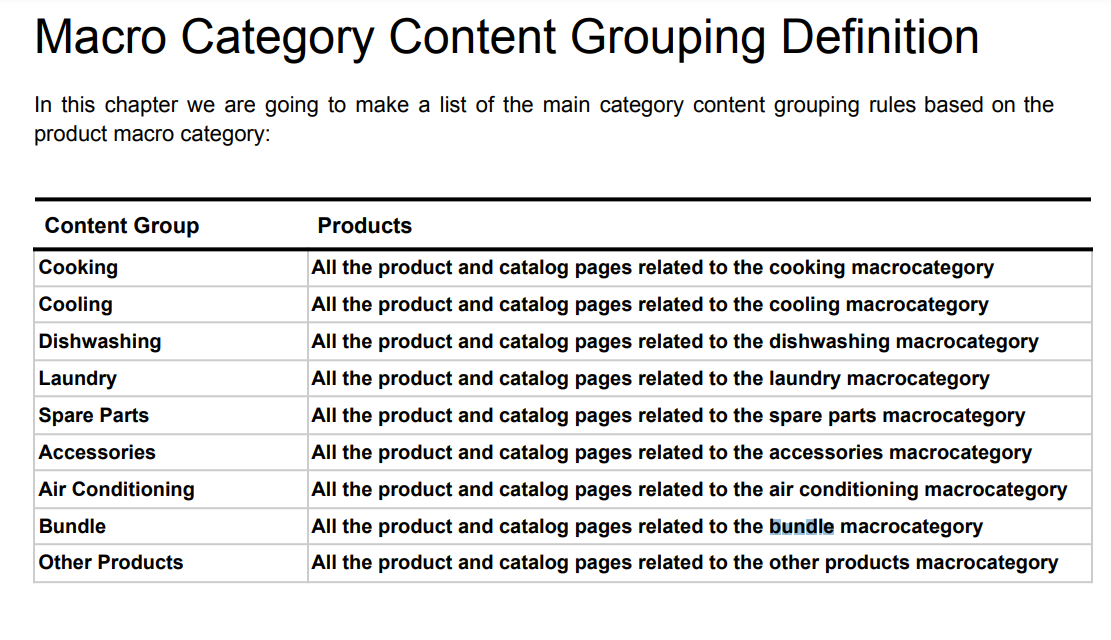 Macro Category Content Grouping Definition
In this chapter we are going to make a list of the main category content grouping rules based on the
product macro category:
Content Group Products
Cooking All the product and catalog pages related to the cooking macrocategory
Cooling All the product and catalog pages related to the cooling macrocategory
Dishwashing All the product and catalog pages related to the dishwashing macrocategory
Laundry All the product and catalog pages related to the laundry macrocategory
Spare Parts All the product and catalog pages related to the spare parts macrocategory
Accessories All the product and catalog pages related to the accessories macrocategory
Air Conditioning All the product and catalog pages related to the air conditioning macrocategory
Bundle All the product and catalog pages related to the bundle macrocategory
Other Products All the product and catalog pages related to the other products macrocategory